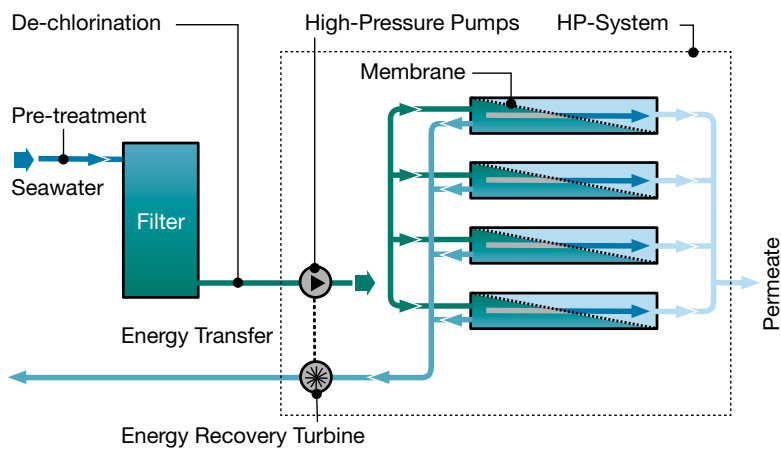 De-chlorination
High-Pressure Pumps
HP-System
Membrane
Pre-treatment
Seawater
Filter
Energy Transfer
Permeate
Energy Recovery Turbine